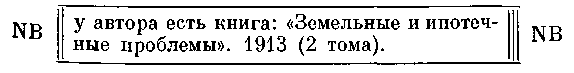 NB у автора есть книга: «Земельные и ипотеч- NB
ные проблемы». 1913 (2 тома).